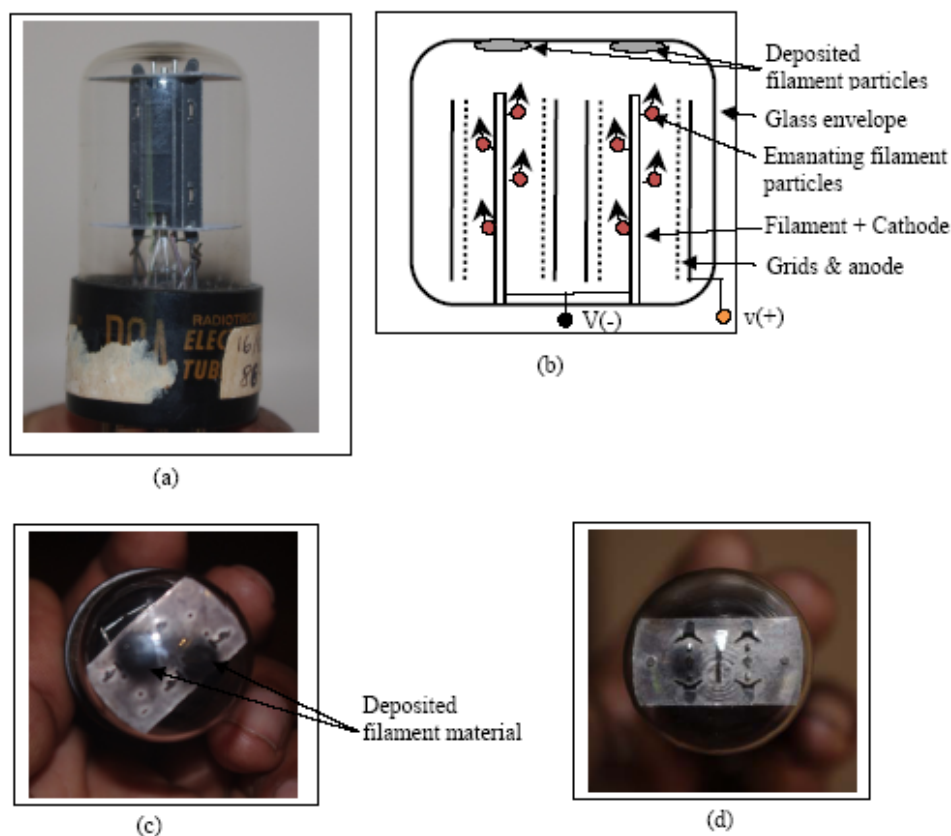 RADIOTRON
ELEC
TUB
(a)
Deposited
filament particles
Glass envelope
Emanating filament
particles
Filament + Cathode
Grids & anode
V(-)
v(+)
(b)
Deposited
filament material
(c)
(d)